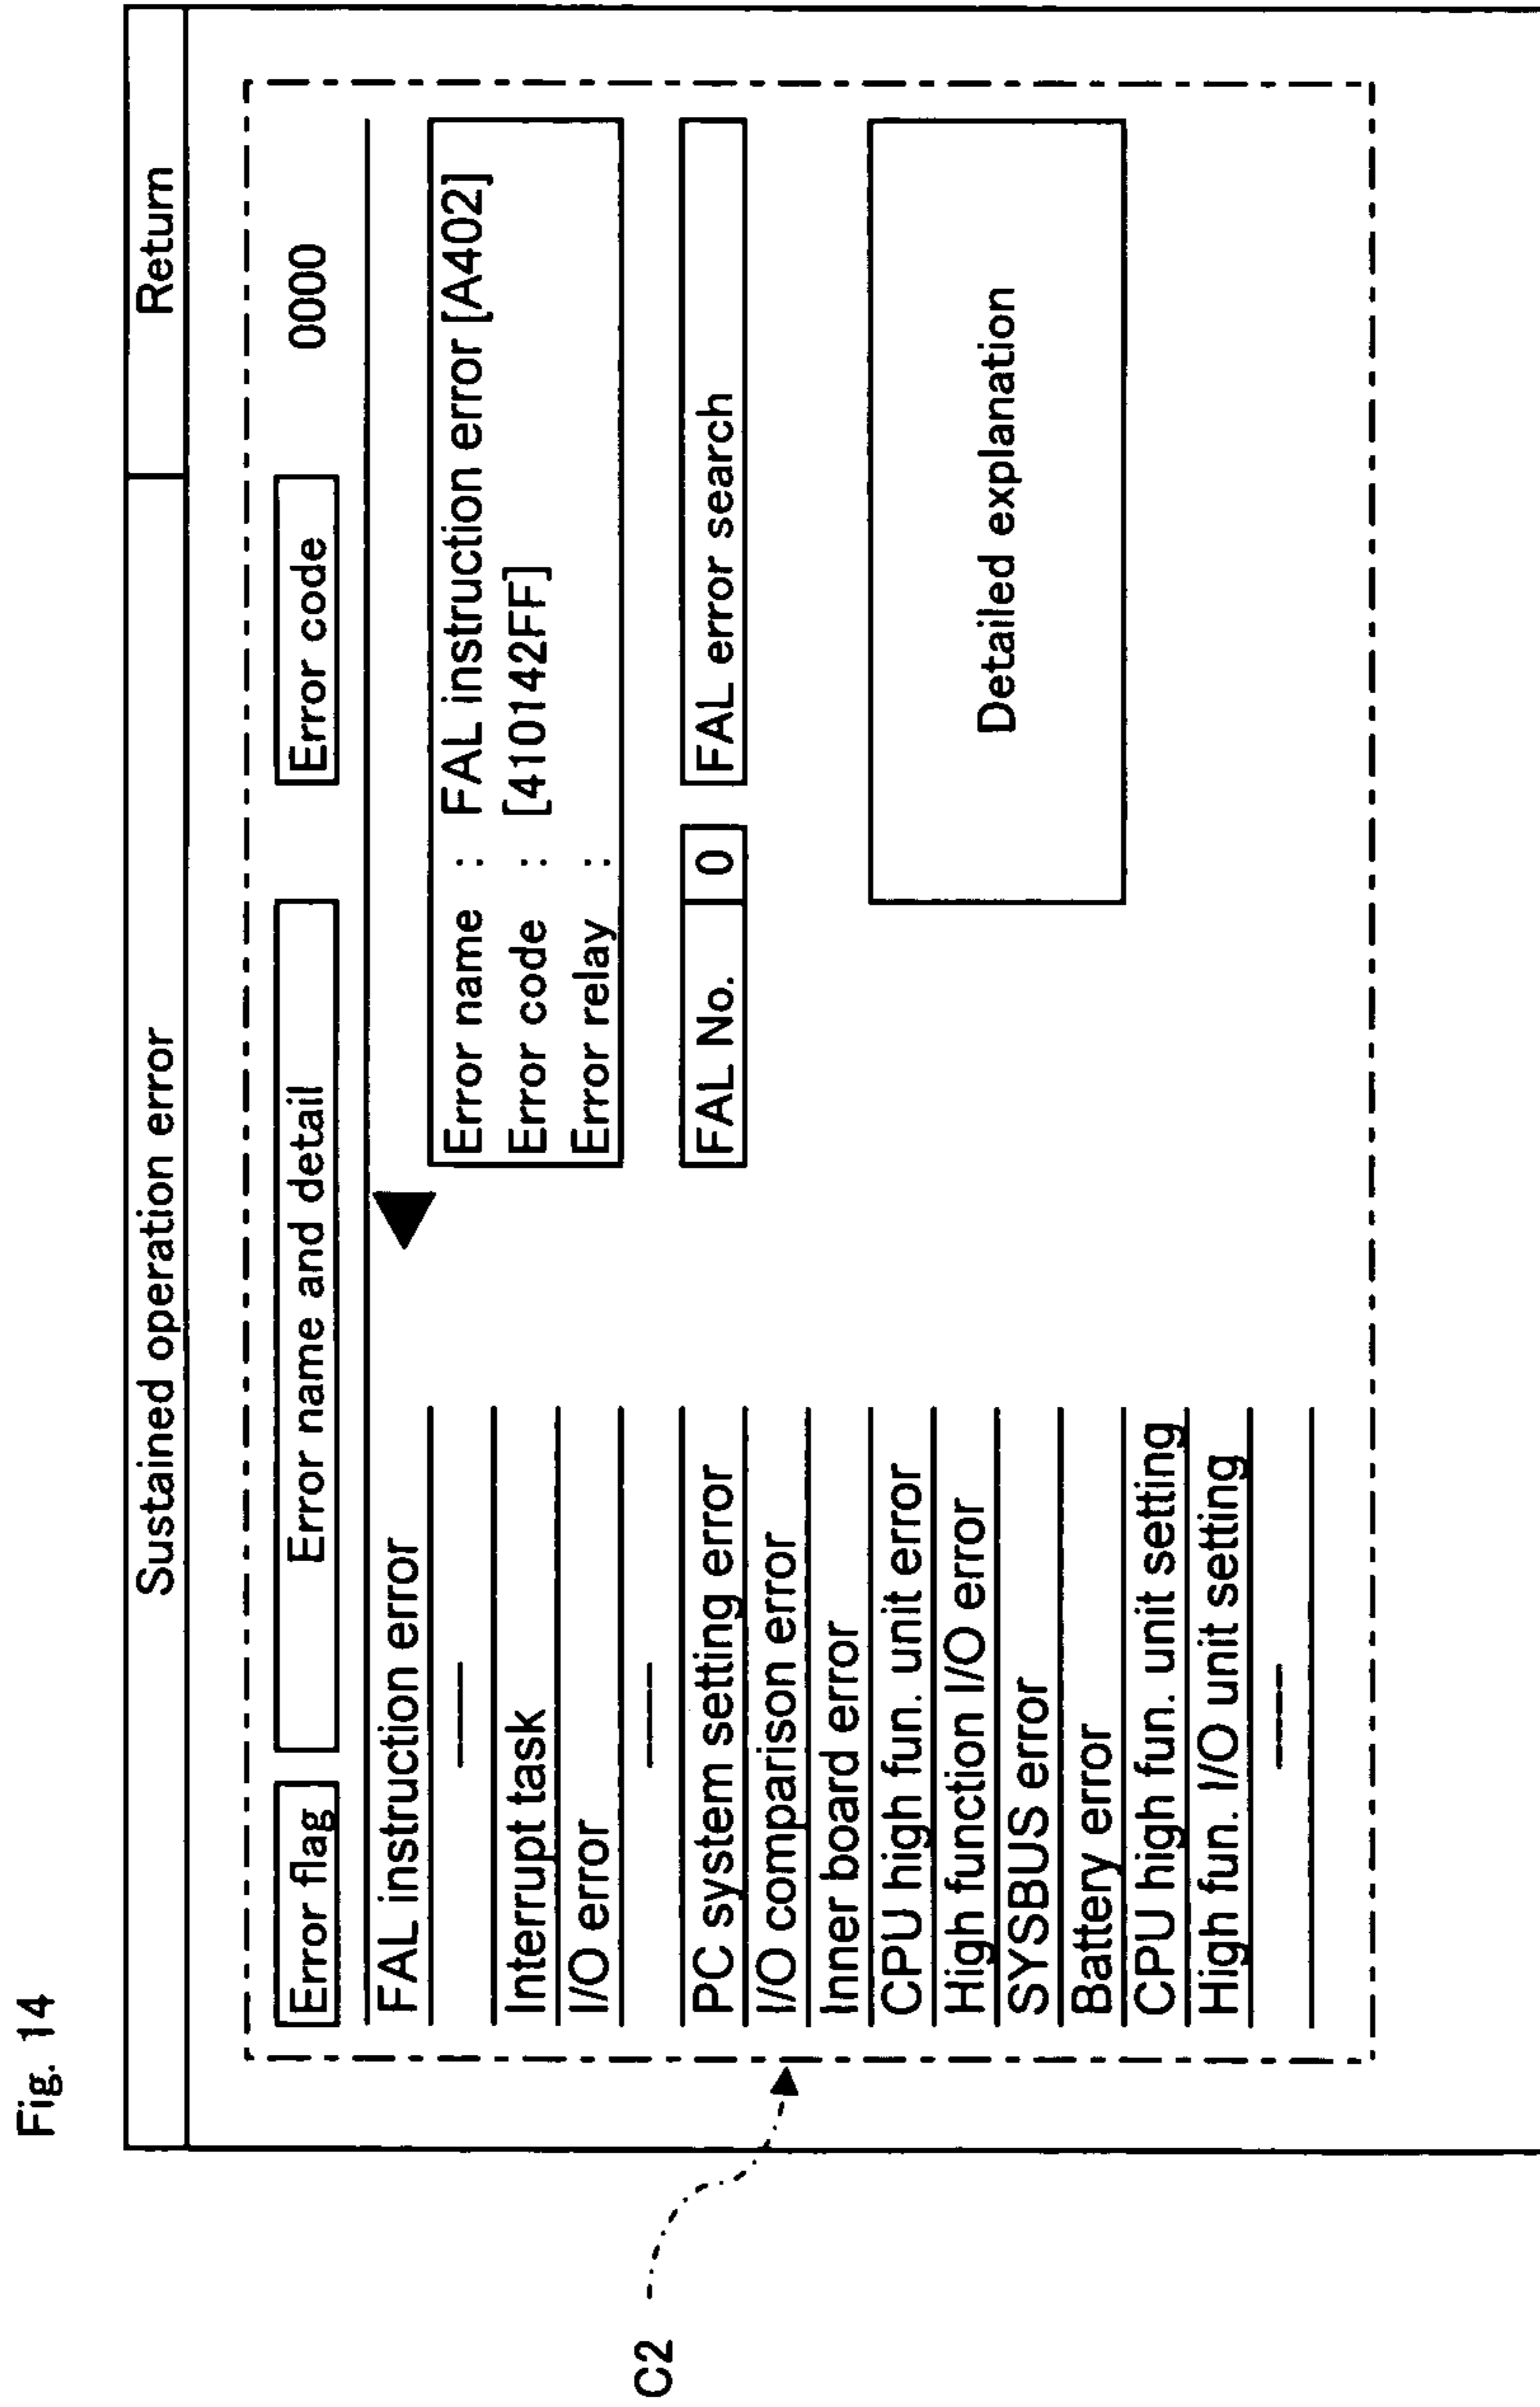 Fig. 14
Sustained operation error Return
Error flag Error name and detail Error code 0000
FAL instruction error
----
Interrupt task
I/O error
----
PC system setting error
I/O comparison error
Inner board error
CPU high fun. unit error
High function I/O error
SYSBUS error
Battery error
CPU high fun. unit setting
High fun. I/O unit setting
----
Error name : FAL instruction error [A402]
Error code : [410142FF]
Error relay :
FAL No. 0 FAL error search
Detailed explanation
C2